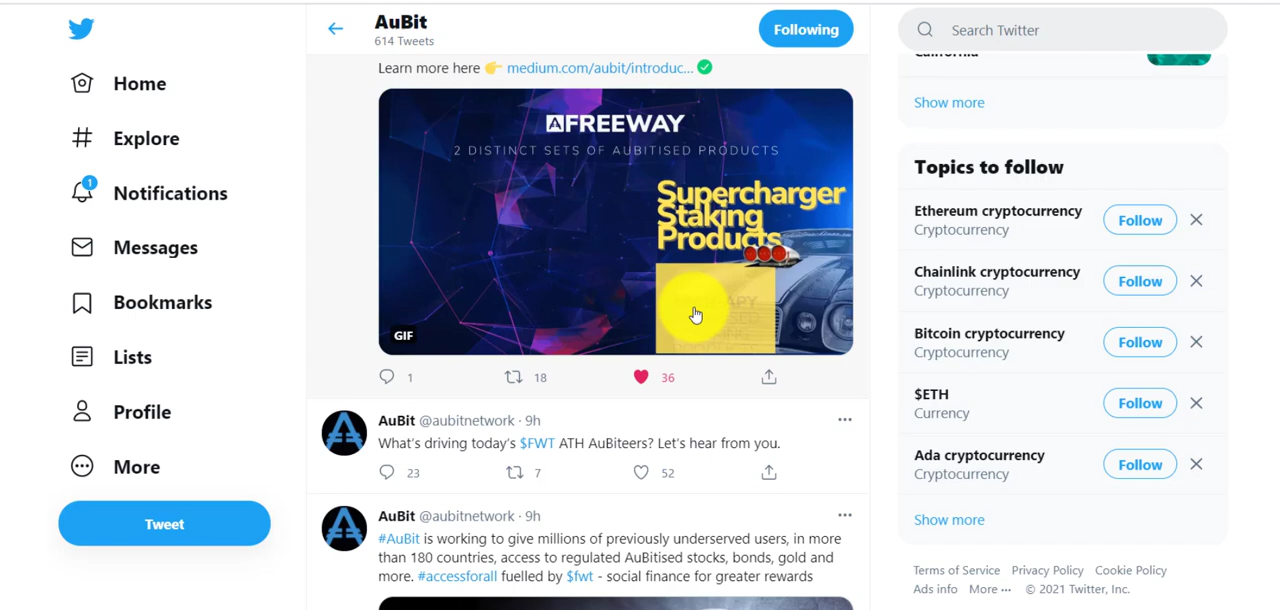 AuBit
614 Tweets
Following
Search Twitter
Home
Explore
1
Notifications
Messages
Bookmarks
Lists
Profile
More
Tweet
Learn more here 👉 medium.com/aubit/introduc... ✅
FREEWAY
2 DISTINCT SETS OF AUBITISED PRODUCTS
Supercharger
Staking
Products
GIF
1 18 36
AuBit @aubitnetwork · 9h
What's driving today's $FWT ATH AuBiteers? Let's hear from you.
23 7 52
AuBit @aubitnetwork · 9h
#AuBit is working to give millions of previously underserved users, in more
than 180 countries, access to regulated AuBitised stocks, bonds, gold and
more. #accessforall fuelled by $fwt - social finance for greater rewards
California
Show more
Topics to follow
Ethereum cryptocurrency
Cryptocurrency
Follow
Chainlink cryptocurrency
Cryptocurrency
Follow
Bitcoin cryptocurrency
Cryptocurrency
Follow
$ETH
Currency
Follow
Ada cryptocurrency
Cryptocurrency
Follow
Show more
Terms of Service Privacy Policy Cookie Policy
Ads info More ··· © 2021 Twitter, Inc.